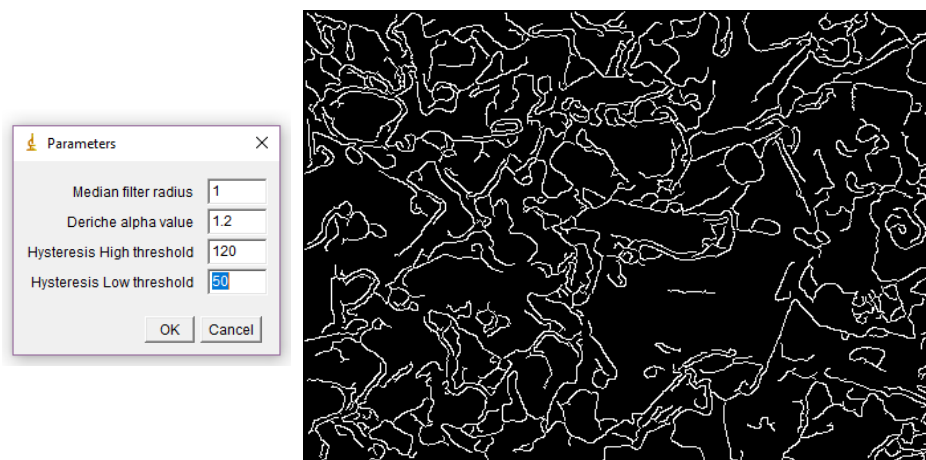 Parameters
Median filter radius 1
Deriche alpha value 1.2
Hysteresis High threshold 120
Hysteresis Low threshold 50
OK Cancel